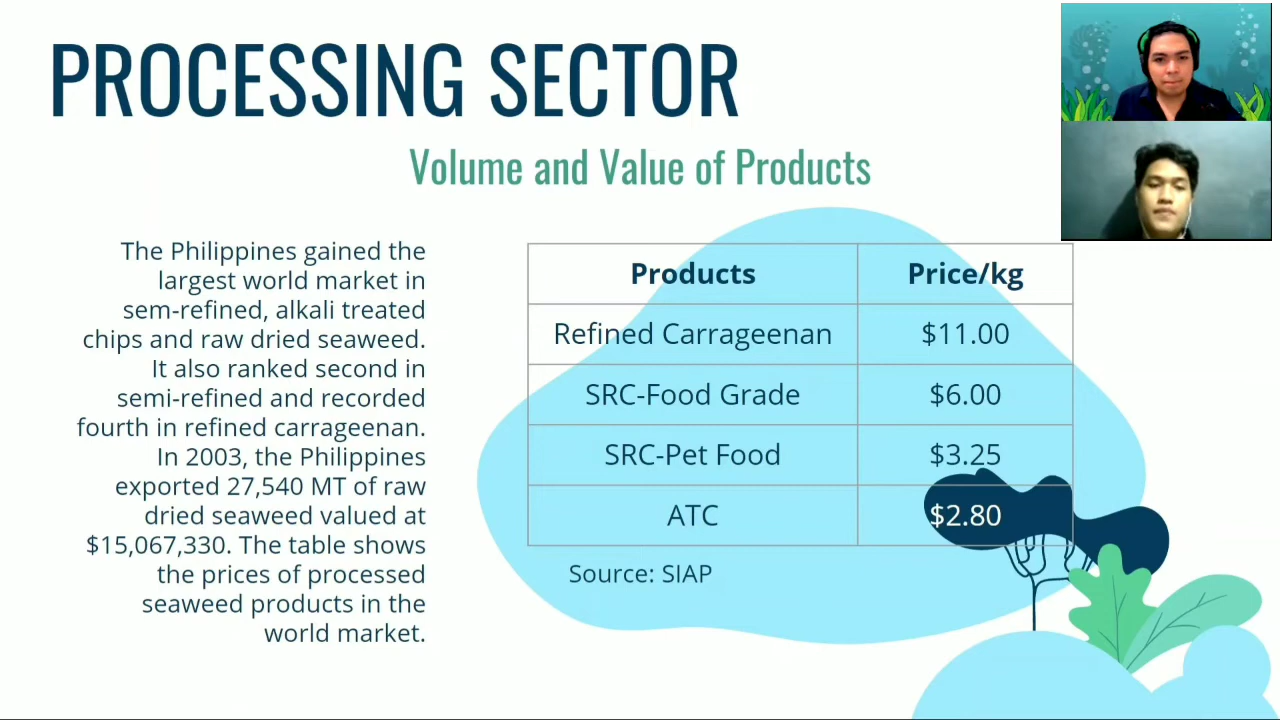 PROCESSING SECTOR
Volume and Value of Products
The Philippines gained the
largest world market in
sem-refined, alkali treated
chips and raw dried seaweed.
It also ranked second in
semi-refined and recorded
fourth in refined carrageenan.
In 2003, the Philippines
exported 27,540 MT of raw
dried seaweed valued at
$15,067,330. The table shows
the prices of processed
seaweed products in the
world market.
Products Price/kg
Refined Carrageenan $11.00
SRC-Food Grade $6.00
SRC-Pet Food $3.25
ATC $2.80
Source: SIAP